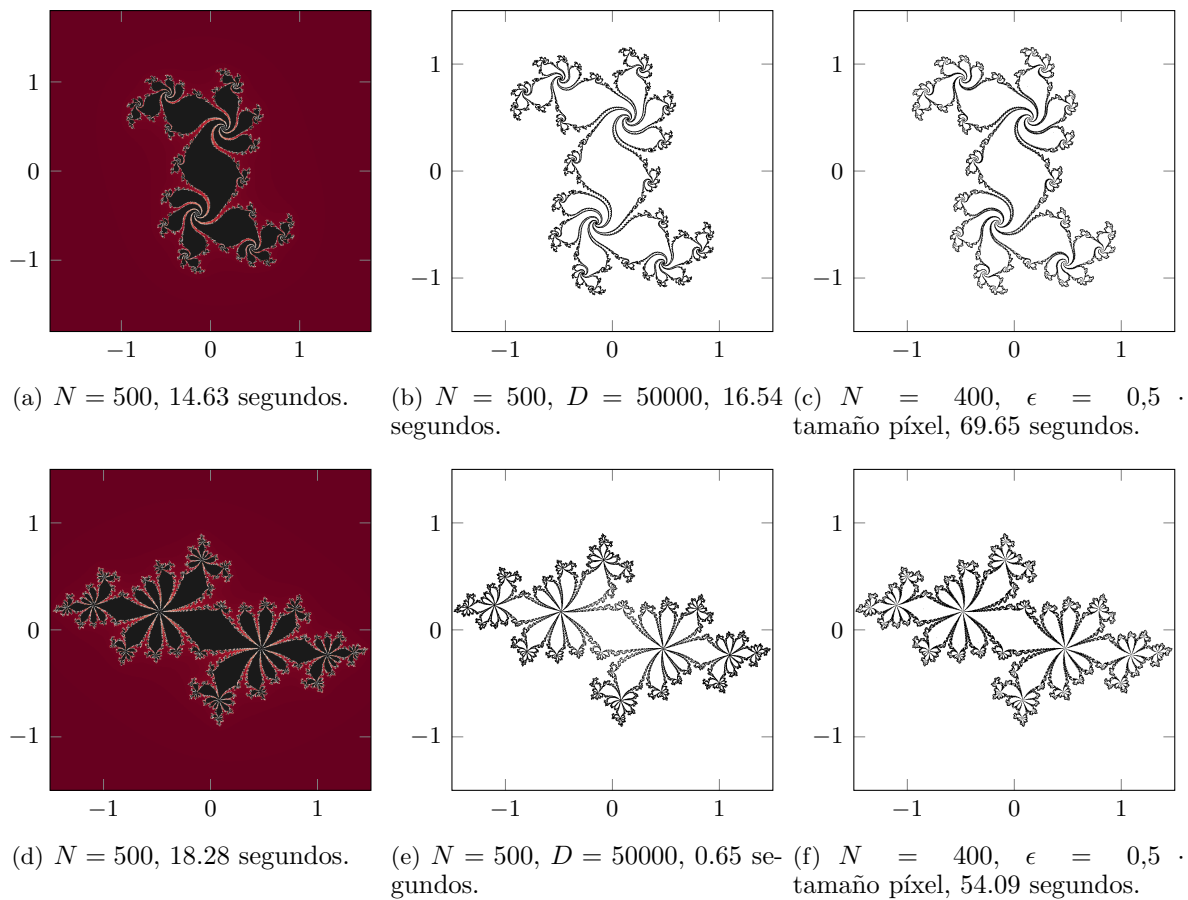 1
0
−1
−1 0 1
1
0
−1
−1 0 1
1
0
−1
−1 0 1
(a) N = 500, 14.63 segundos.
(b) N = 500, D = 50000, 16.54
segundos.
(c) N = 400, ϵ = 0,5 ·
tamaño píxel, 69.65 segundos.
1
0
−1
−1 0 1
1
0
−1
−1 0 1
1
0
−1
−1 0 1
(d) N = 500, 18.28 segundos.
(e) N = 500, D = 50000, 0.65 se-
gundos.
(f) N = 400, ϵ = 0,5 ·
tamaño píxel, 54.09 segundos.